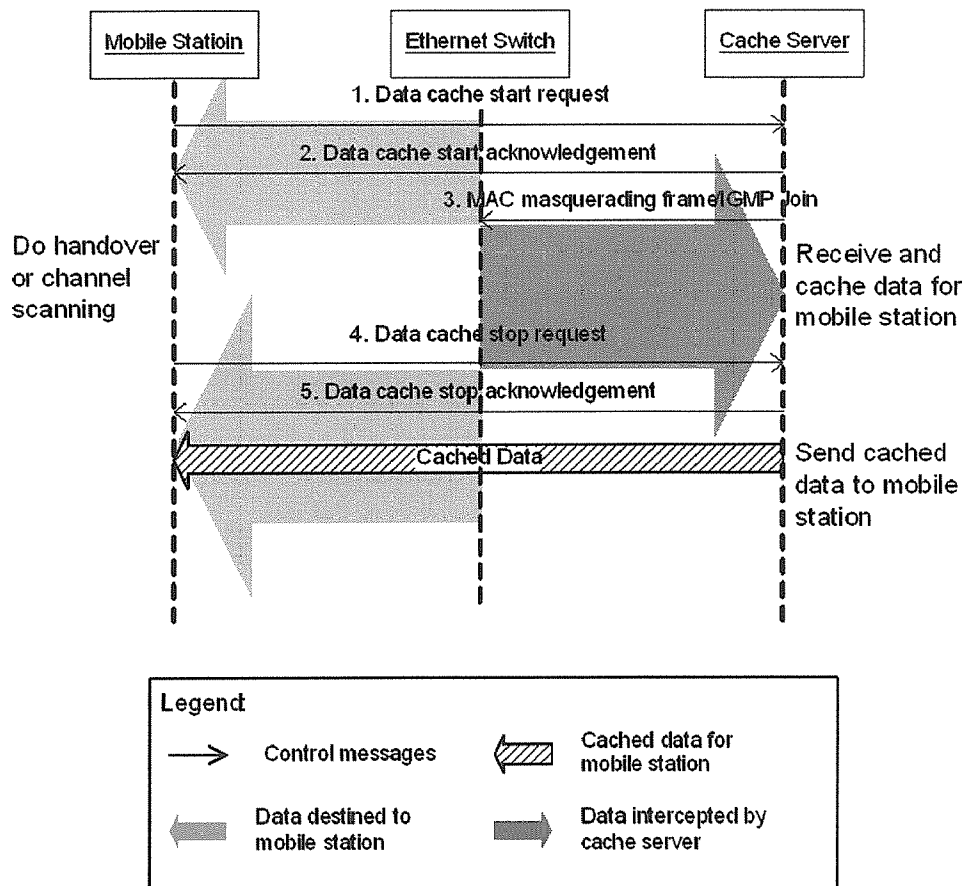 Mobile Statioin
Ethernet Switch
Cache Server
1. Data cache start request
2. Data cache start acknowledgement
3. MAC masquerading frame/IGMP Join
Do handover
or channel
scanning
Receive and
cache data for
mobile station
4. Data cache stop request
5. Data cache stop acknowledgement
Cached Data
Send cached
data to mobile
station
Legend:
Control messages
Cached data for
mobile station
Data destined to
mobile station
Data intercepted by
cache server